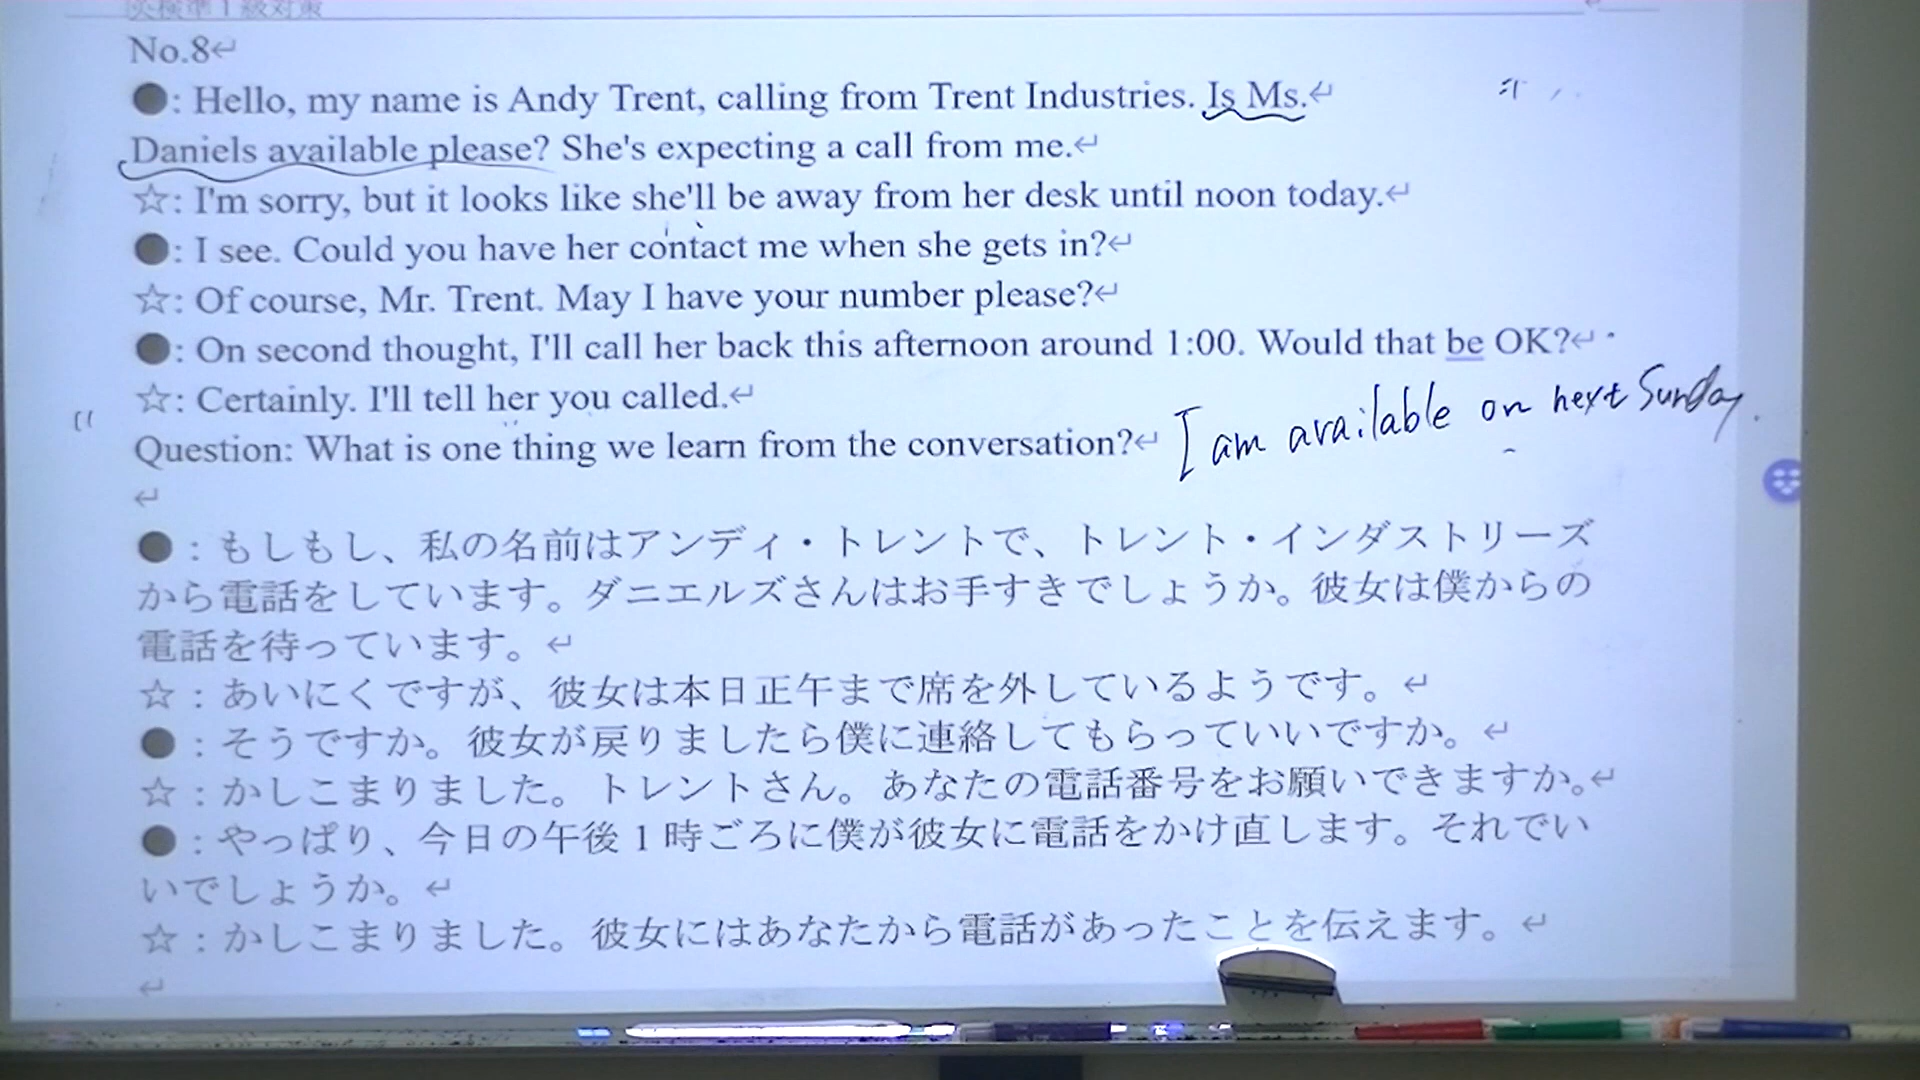 英検準1級対策
No.8↵
●: Hello, my name is Andy Trent, calling from Trent Industries. Is Ms.↵
Daniels available please? She's expecting a call from me.↵
☆: I'm sorry, but it looks like she'll be away from her desk until noon today.↵
●: I see. Could you have her contact me when she gets in?↵
☆: Of course, Mr. Trent. May I have your number please?↵
●: On second thought, I'll call her back this afternoon around 1:00. Would that be OK?↵
☆: Certainly. I'll tell her you called.↵
Question: What is one thing we learn from the conversation?↵
I am available on next Sunday.
↵
●：もしもし、私の名前はアンディ・トレントで、トレント・インダストリーズ
から電話をしています。ダニエルズさんはお手すきでしょうか。彼女は僕からの
電話を待っています。↵
☆：あいにくですが、彼女は本日正午まで席を外しているようです。↵
●：そうですか。彼女が戻りましたら僕に連絡してもらっていいですか。↵
☆：かしこまりました。トレントさん。あなたの電話番号をお願いできますか。↵
●：やっぱり、今日の午後1時ごろに僕が彼女に電話をかけ直します。それでい
いでしょうか。↵
☆：かしこまりました。彼女にはあなたから電話があったことを伝えます。↵
↵